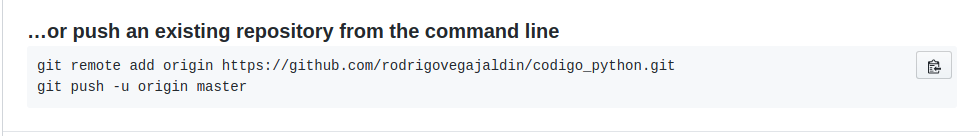 …or push an existing repository from the command line
git remote add origin https://github.com/rodrigovegajaldin/codigo_python.git
git push -u origin master